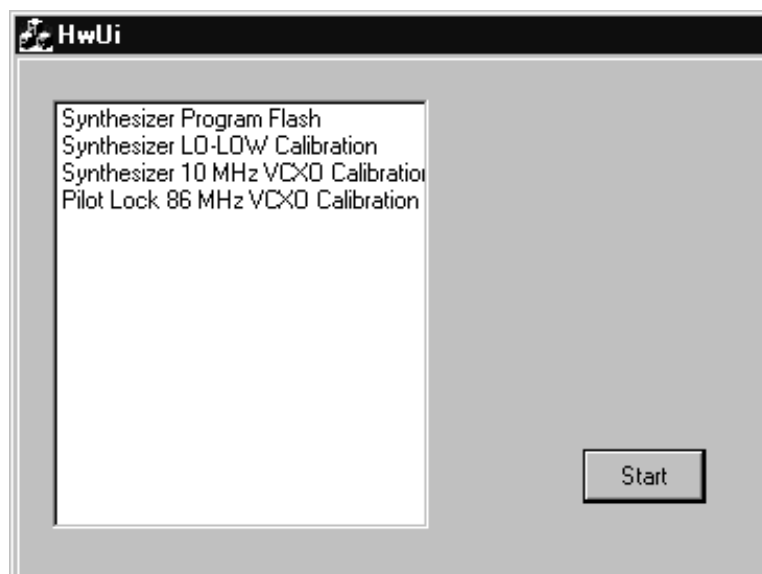 HwUi
Synthesizer Program Flash
Synthesizer LO-LOW Calibration
Synthesizer 10 MHz VCXO Calibration
Pilot Lock 86 MHz VCXO Calibration
Start